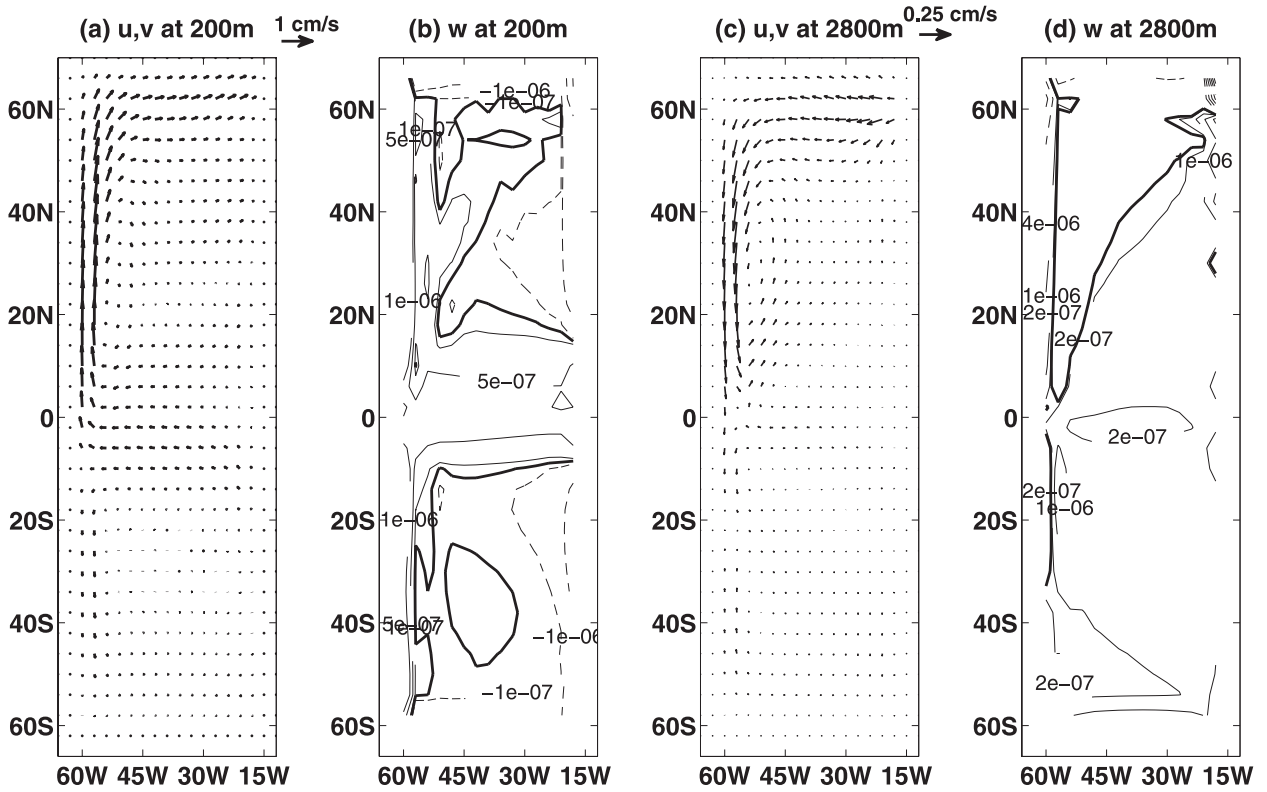 (a) u,v at 200m 1 cm/s (b) w at 200m (c) u,v at 2800m 0.25 cm/s (d) w at 2800m
60N 60N 60N 60N
40N 40N 40N 40N
20N 20N 20N 20N
0 0 0 0
20S 20S 20S 20S
40S 40S 40S 40S
60S 60S 60S 60S
60W 45W 30W 15W 60W 45W 30W 15W 60W 45W 30W 15W 60W 45W 30W 15W
−1e−06
−1e−07
1e−07
5e−07
1e−06
5e−07
1e−06
5e−07
1e−07
−1e−06
−1e−07
1e−06
4e−06
1e−06
2e−07
2e−07
2e−07
2e−07
1e−06
2e−07